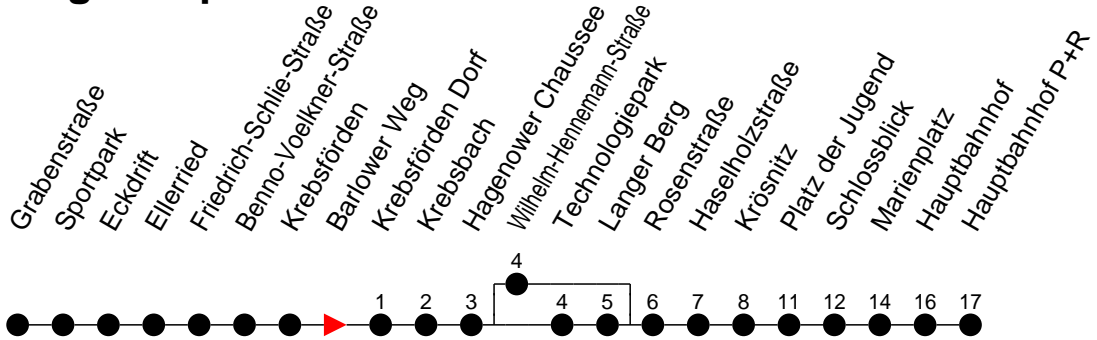 Grabenstraße
Sportpark
Eckdrift
Ellerried
Friedrich-Schlie-Straße
Benno-Voelkner-Straße
Krebsförden
Barlower Weg
Krebsförden Dorf
Krebsbach
Hagenower Chaussee
Wilhelm-Hennemann-Straße
Technologiepark
Langer Berg
Rosenstraße
Haselholzstraße
Krösnitz
Platz der Jugend
Schlossblick
Marienplatz
Hauptbahnhof
Hauptbahnhof P+R
4
1 2 3 4 5 6 7 8 11 12 14 16 17